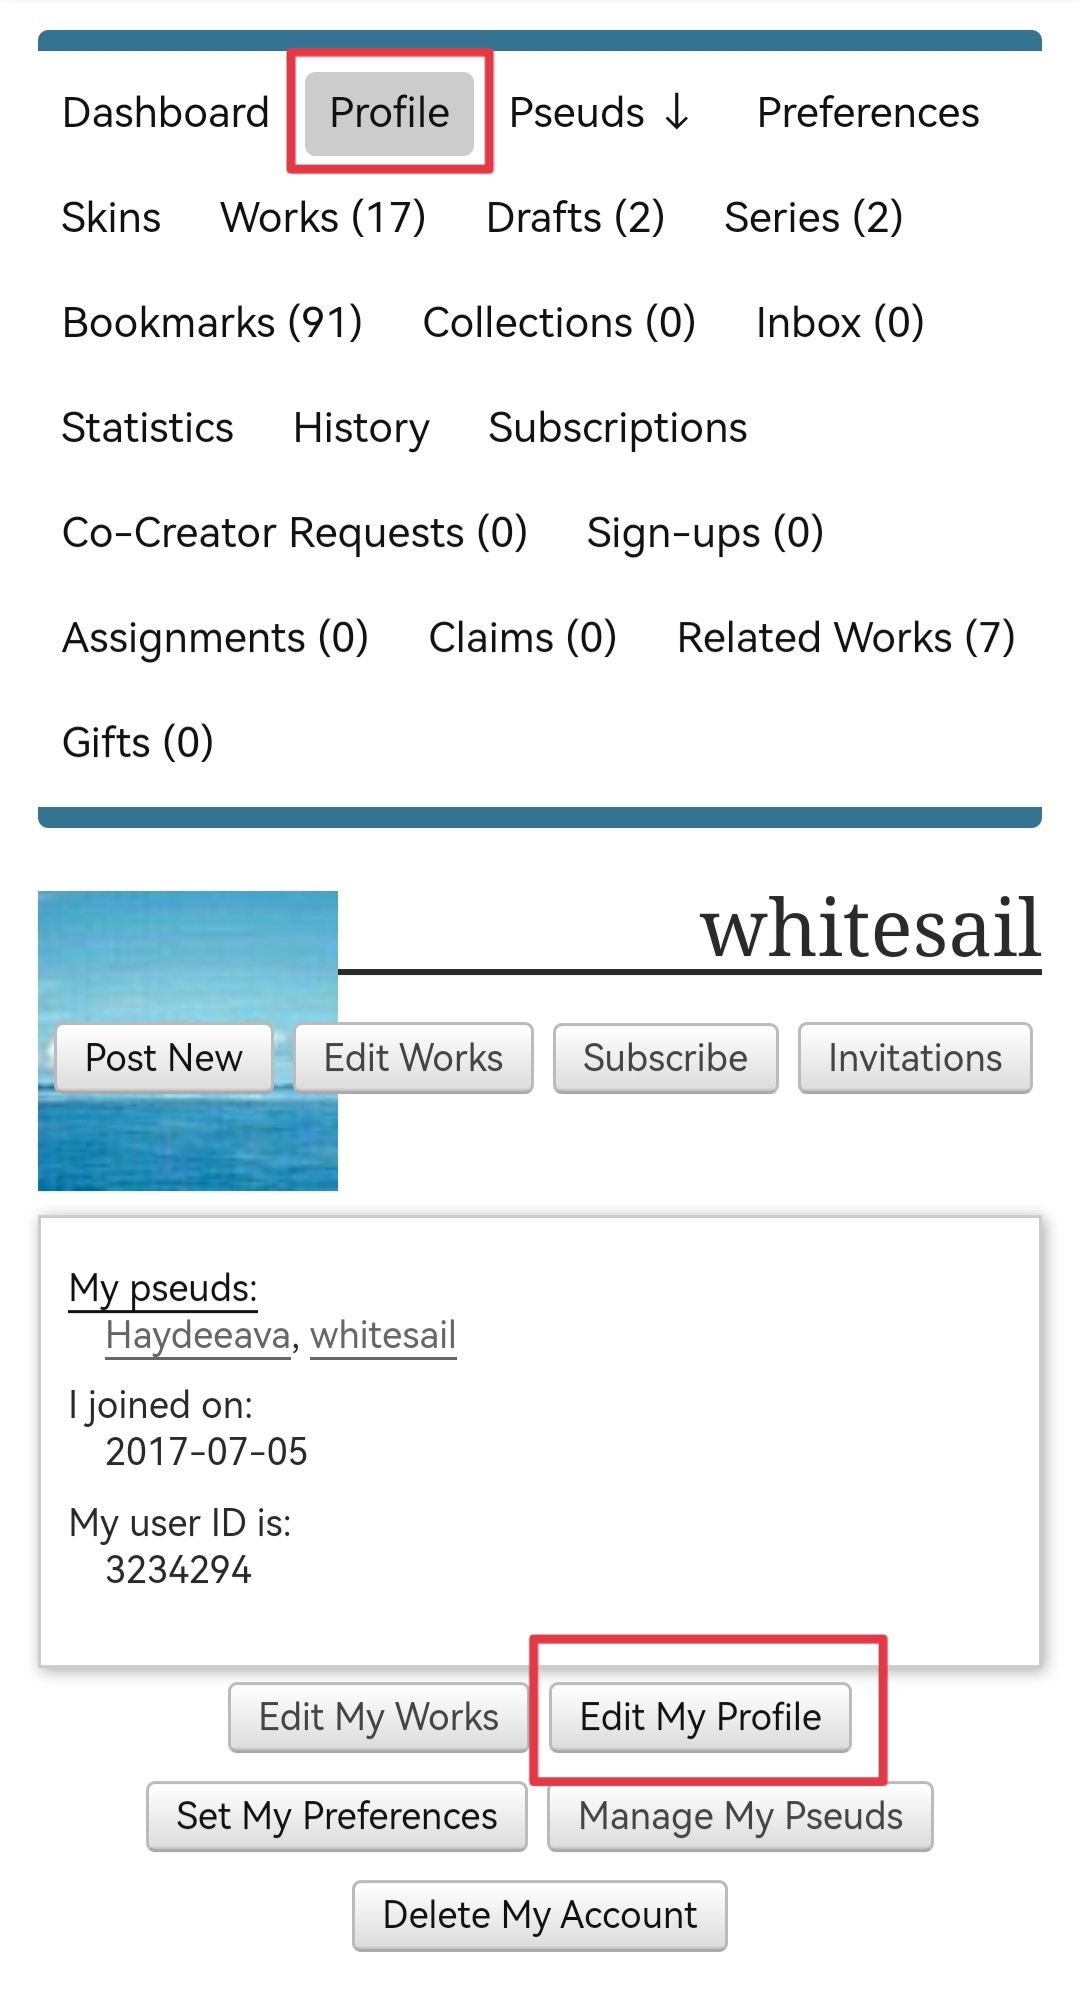 Dashboard Profile Pseuds ↓ Preferences
Skins Works (17) Drafts (2) Series (2)
Bookmarks (91) Collections (0) Inbox (0)
Statistics History Subscriptions
Co-Creator Requests (0) Sign-ups (0)
Assignments (0) Claims (0) Related Works (7)
Gifts (0)
whitesail
Post New Edit Works Subscribe Invitations
My pseuds:
Haydeeava, whitesail
I joined on:
2017-07-05
My user ID is:
3234294
Edit My Works Edit My Profile
Set My Preferences Manage My Pseuds
Delete My Account